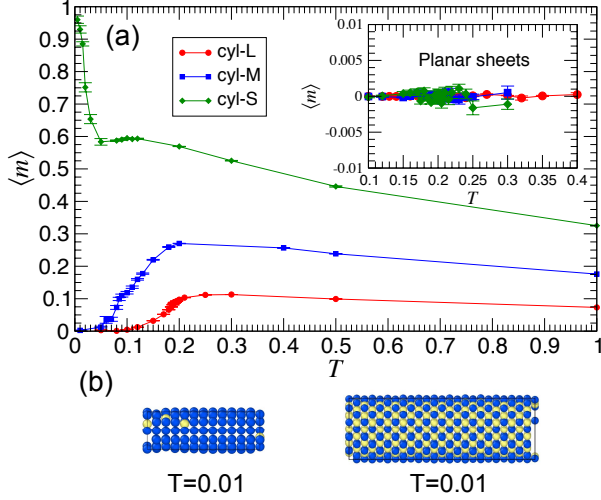 (a)
cyl-L
cyl-M
cyl-S
⟨m⟩
1
0.9
0.8
0.7
0.6
0.5
0.4
0.3
0.2
0.1
0
0 0.1 0.2 0.3 0.4 0.5 0.6 0.7 0.8 0.9 1
T
Planar sheets
⟨m⟩
0.01
0.005
0
-0.005
-0.01
0.1 0.15 0.2 0.25 0.3 0.35 0.4
T
(b)
T=0.01 T=0.01